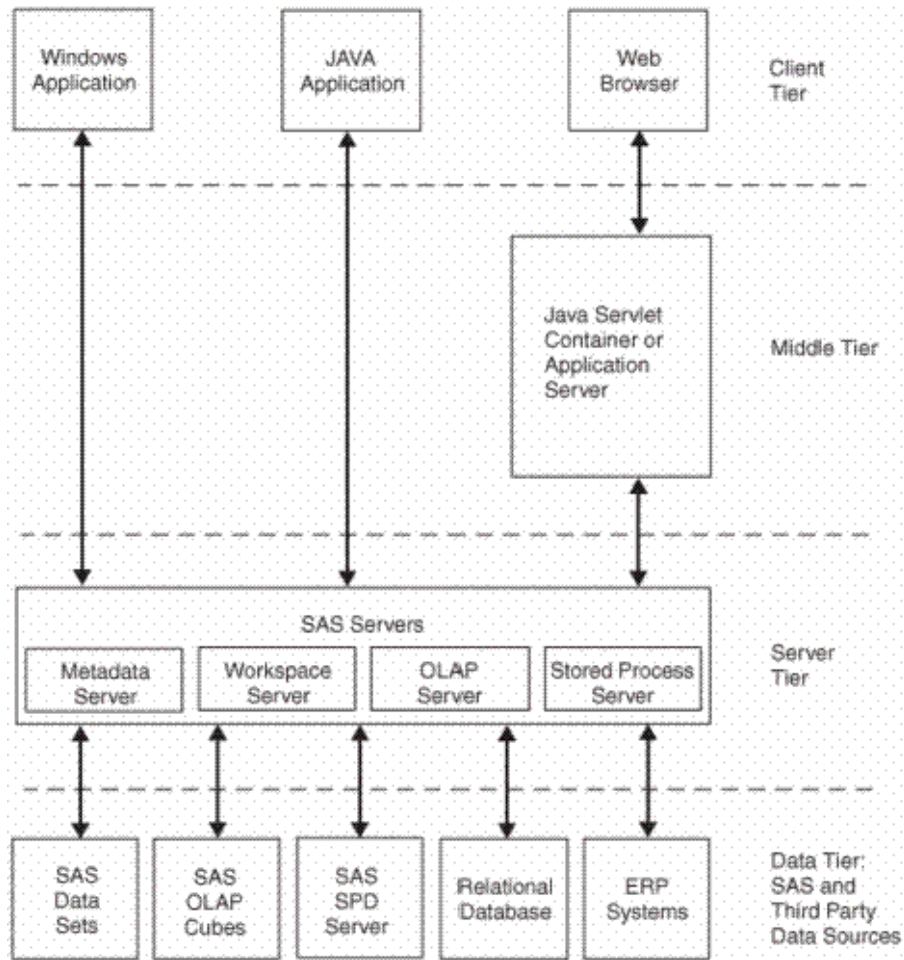 Windows
Application
JAVA
Application
Web
Browser
Client
Tier
Java Servlet
Container or
Application
Server
Middle Tier
SAS Servers
Metadata
Server
Workspace
Server
OLAP
Server
Stored Process
Server
Server
Tier
SAS
Data
Sets
SAS
OLAP
Cubes
SAS
SPD
Server
Relational
Database
ERP
Systems
Data Tier:
SAS and
Third Party
Data Sources